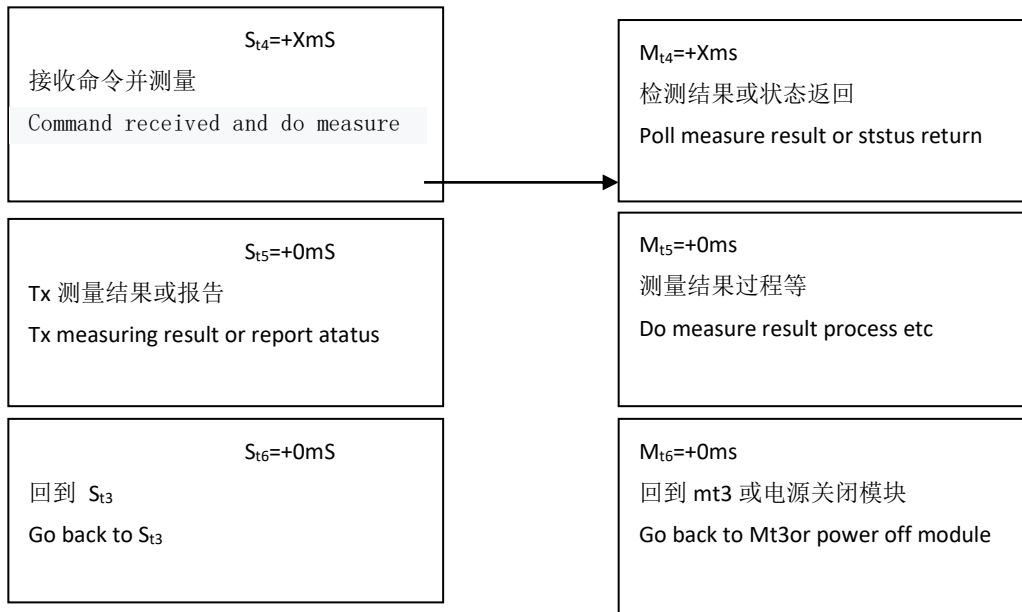 St4=+XmS
接收命令并测量
Command received and do measure
Mt4=+Xms
检测结果或状态返回
Poll measure result or ststus return
St5=+0mS
Tx 测量结果或报告
Tx measuring result or report atatus
Mt5=+0ms
测量结果过程等
Do measure result process etc
St6=+0mS
回到 St3
Go back to St3
Mt6=+0ms
回到 mt3 或电源关闭模块
Go back to Mt3or power off module